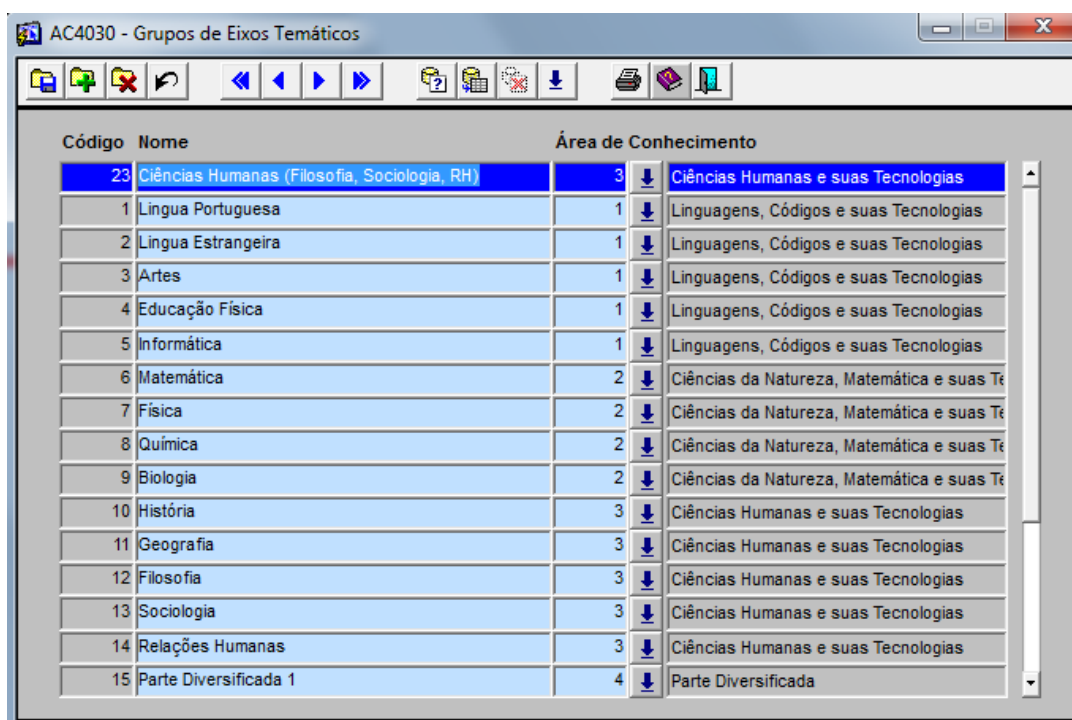 AC4030 - Grupos de Eixos Temáticos
Código Nome Área de Conhecimento
23 Ciências Humanas (Filosofia, Sociologia, RH) 3 Ciências Humanas e suas Tecnologias
1 Lingua Portuguesa 1 Linguagens, Códigos e suas Tecnologias
2 Lingua Estrangeira 1 Linguagens, Códigos e suas Tecnologias
3 Artes 1 Linguagens, Códigos e suas Tecnologias
4 Educação Física 1 Linguagens, Códigos e suas Tecnologias
5 Informática 1 Linguagens, Códigos e suas Tecnologias
6 Matemática 2 Ciências da Natureza, Matemática e suas Te
7 Física 2 Ciências da Natureza, Matemática e suas Te
8 Química 2 Ciências da Natureza, Matemática e suas Te
9 Biologia 2 Ciências da Natureza, Matemática e suas Te
10 História 3 Ciências Humanas e suas Tecnologias
11 Geografia 3 Ciências Humanas e suas Tecnologias
12 Filosofia 3 Ciências Humanas e suas Tecnologias
13 Sociologia 3 Ciências Humanas e suas Tecnologias
14 Relações Humanas 3 Ciências Humanas e suas Tecnologias
15 Parte Diversificada 1 4 Parte Diversificada